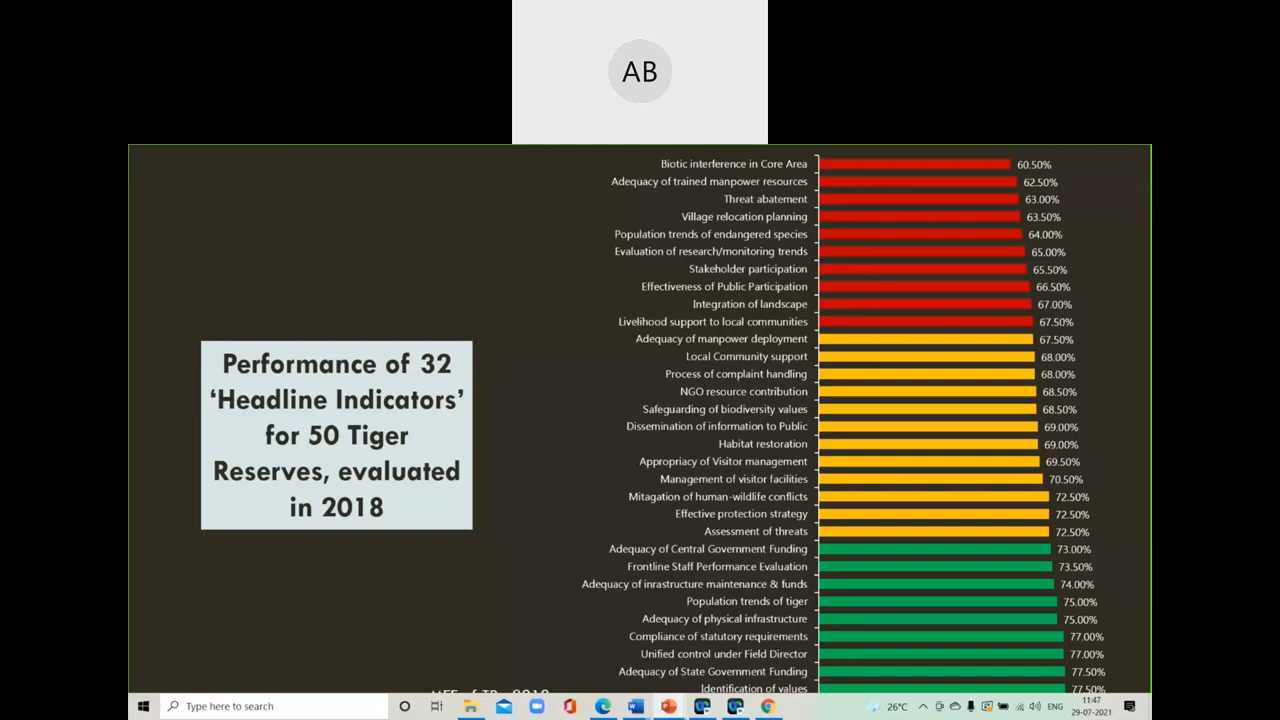 AB
Performance of 32
‘Headline Indicators’
for 50 Tiger
Reserves, evaluated
in 2018
Biotic interference in Core Area 60.50%
Adequacy of trained manpower resources 62.50%
Threat abatement 63.00%
Village relocation planning 63.50%
Population trends of endangered species 64.00%
Evaluation of research/monitoring trends 65.00%
Stakeholder participation 65.50%
Effectiveness of Public Participation 66.50%
Integration of landscape 67.00%
Livelihood support to local communities 67.50%
Adequacy of manpower deployment 67.50%
Local Community support 68.00%
Process of complaint handling 68.00%
NGO resource contribution 68.50%
Safeguarding of biodiversity values 68.50%
Dissemination of information to Public 69.00%
Habitat restoration 69.00%
Appropriacy of Visitor management 69.50%
Management of visitor facilities 70.50%
Mitagation of human-wildlife conflicts 72.50%
Effective protection strategy 72.50%
Assessment of threats 72.50%
Adequacy of Central Government Funding 73.00%
Frontline Staff Performance Evaluation 73.50%
Adequacy of inrastructure maintenance & funds 74.00%
Population trends of tiger 75.00%
Adequacy of physical infrastructure 75.00%
Compliance of statutory requirements 77.00%
Unified control under Field Director 77.00%
Adequacy of State Government Funding 77.50%
Identification of values 77.50%
Type here to search
26°C
ENG
11:47
29-07-2021